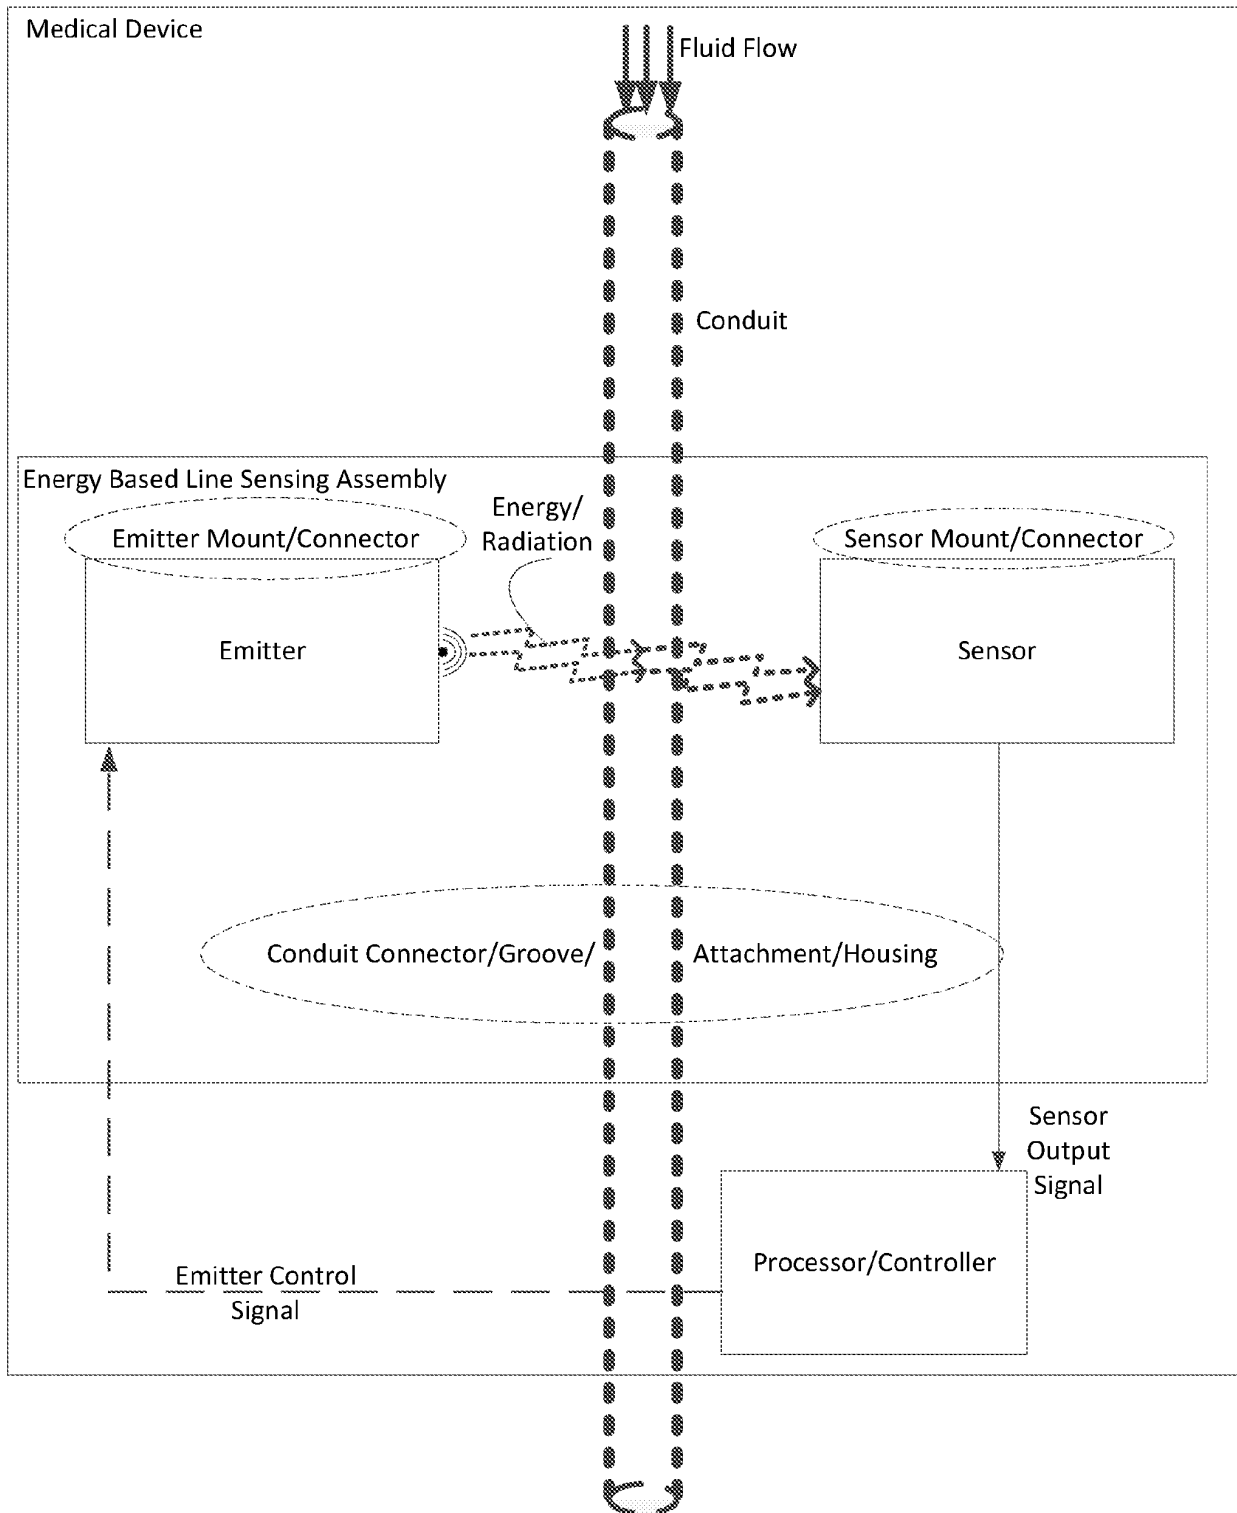 Medical Device
Fluid Flow
Conduit
Energy Based Line Sensing Assembly
Energy/
Radiation
Emitter Mount/Connector
Sensor Mount/Connector
Emitter
Sensor
Conduit Connector/Groove/ Attachment/Housing
Sensor
Output
Signal
Processor/Controller
Emitter Control
Signal